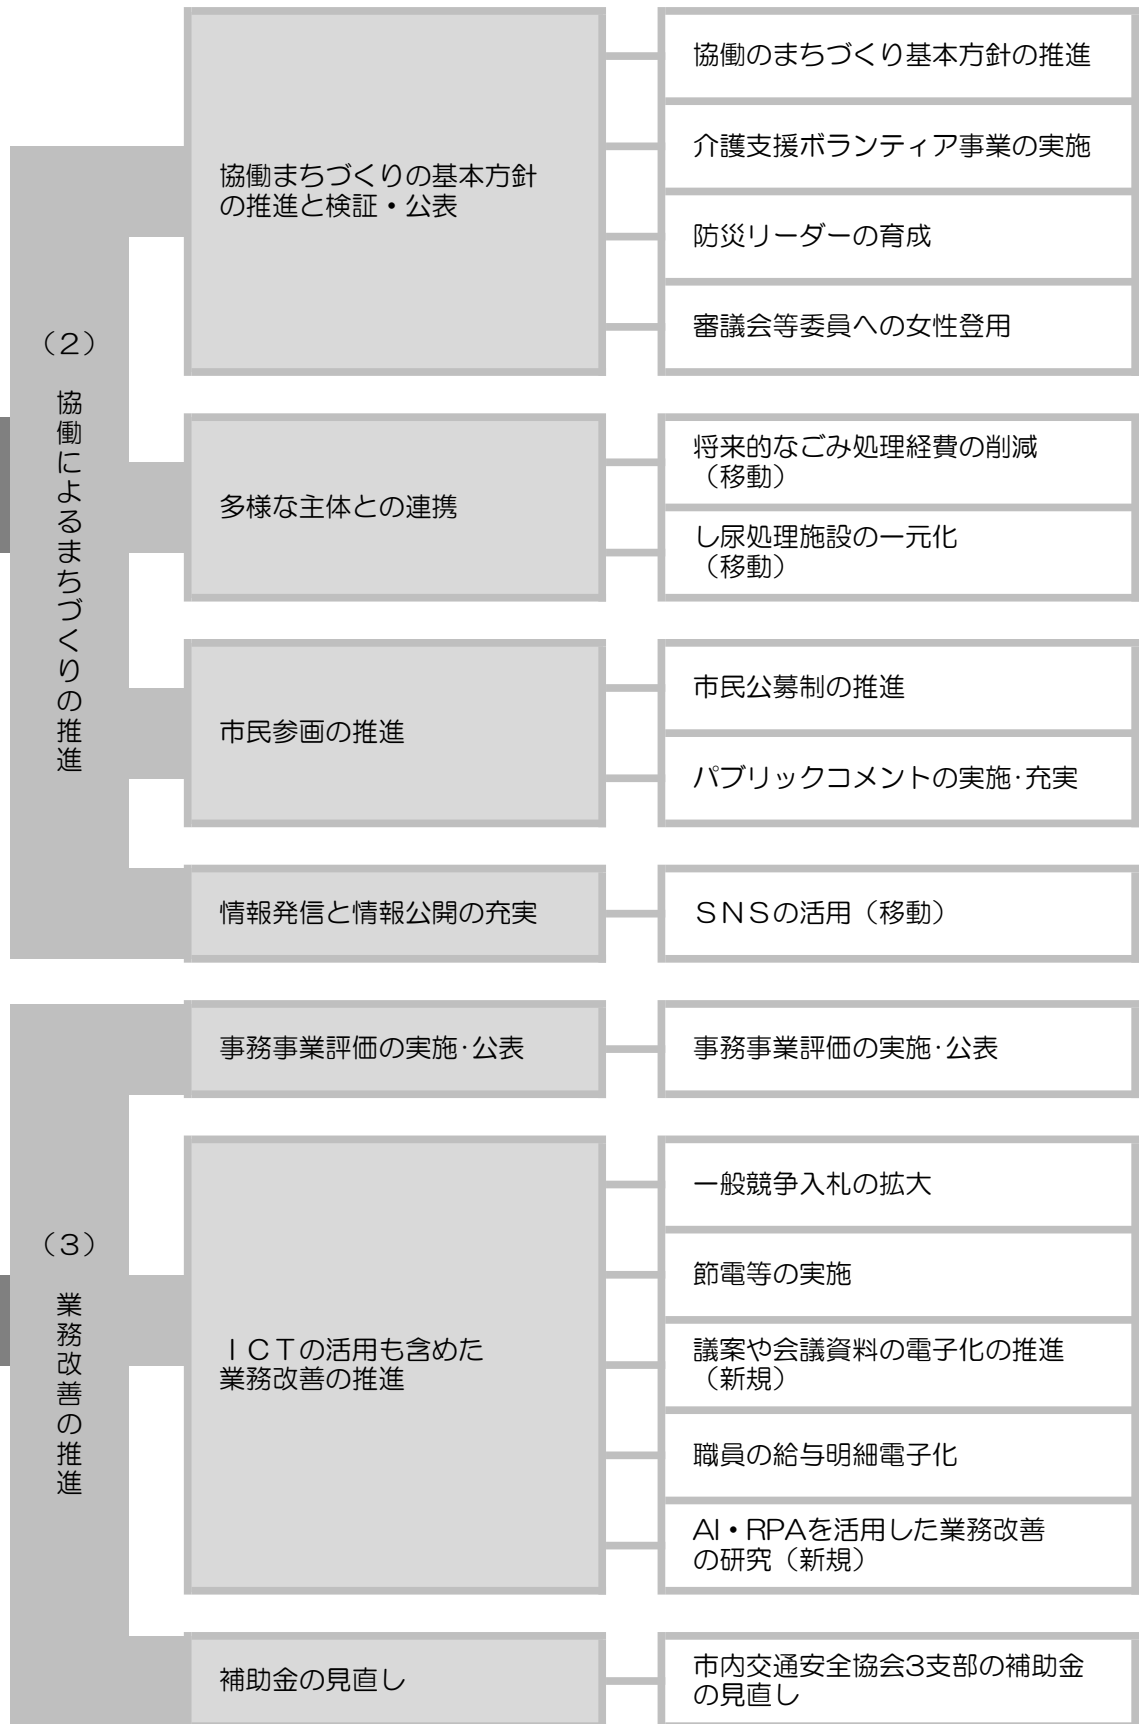 （２）
協働によるまちづくりの推進
協働まちづくりの基本方針
の推進と検証・公表
協働のまちづくり基本方針の推進
介護支援ボランティア事業の実施
防災リーダーの育成
審議会等委員への女性登用
多様な主体との連携
将来的なごみ処理経費の削減
（移動）
し尿処理施設の一元化
（移動）
市民参画の推進
市民公募制の推進
パブリックコメントの実施･充実
情報発信と情報公開の充実
ＳＮＳの活用（移動）
（３）
業務改善の推進
事務事業評価の実施･公表
事務事業評価の実施･公表
ＩＣＴの活用も含めた
業務改善の推進
一般競争入札の拡大
節電等の実施
議案や会議資料の電子化の推進
（新規）
職員の給与明細電子化
AI・RPAを活用した業務改善
の研究（新規）
補助金の見直し
市内交通安全協会3支部の補助金
の見直し